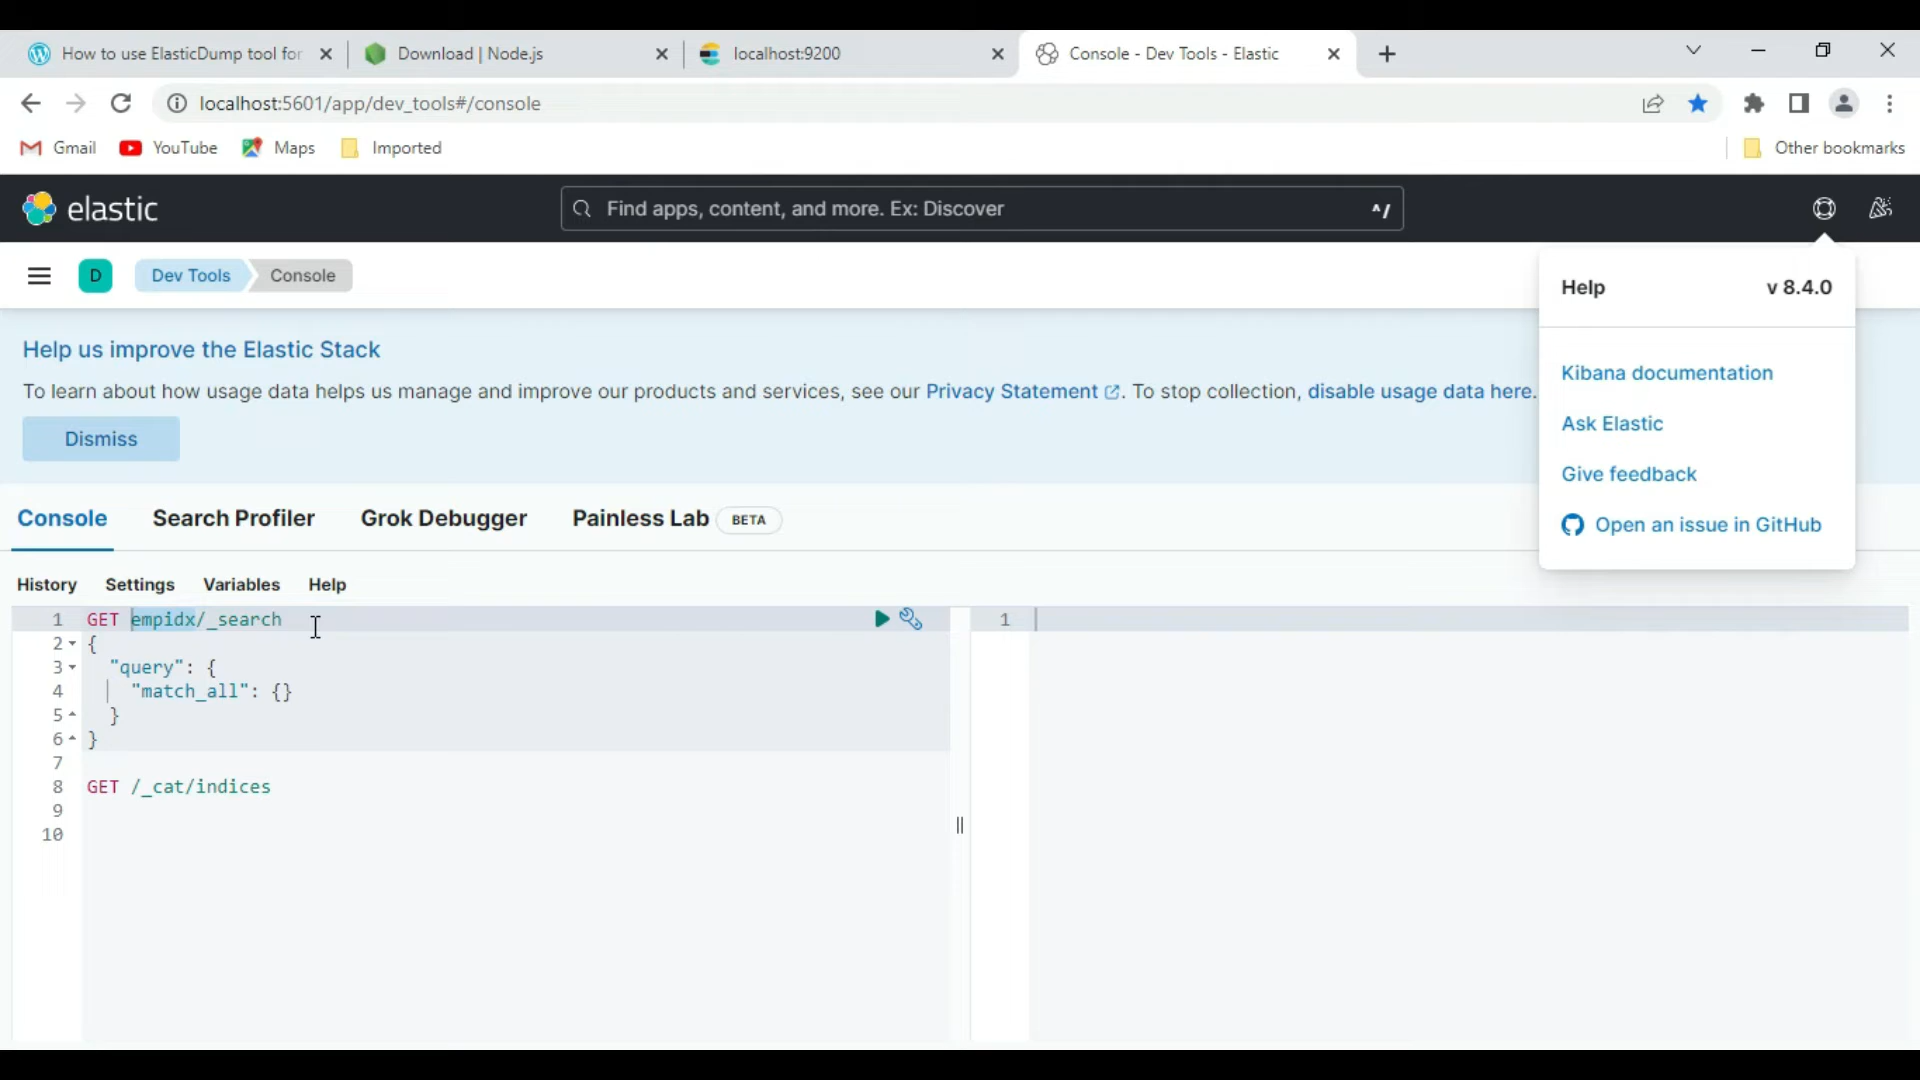 How to use ElasticDump tool for
Download | Node.js
localhost:9200
Console - Dev Tools - Elastic
localhost:5601/app/dev_tools#/console
Gmail
YouTube
Maps
Imported
Other bookmarks
elastic
Find apps, content, and more. Ex: Discover
^/
D
Dev Tools
Console
Help
v 8.4.0
Help us improve the Elastic Stack
To learn about how usage data helps us manage and improve our products and services, see our Privacy Statement. To stop collection, disable usage data here.
Dismiss
Kibana documentation
Ask Elastic
Give feedback
Open an issue in GitHub
Console
Search Profiler
Grok Debugger
Painless Lab
BETA
History
Settings
Variables
Help
1 GET empidx/_search
2 {
3 "query": {
4 "match_all": {}
5 }
6 }
7
8 GET /_cat/indices
9
10
1